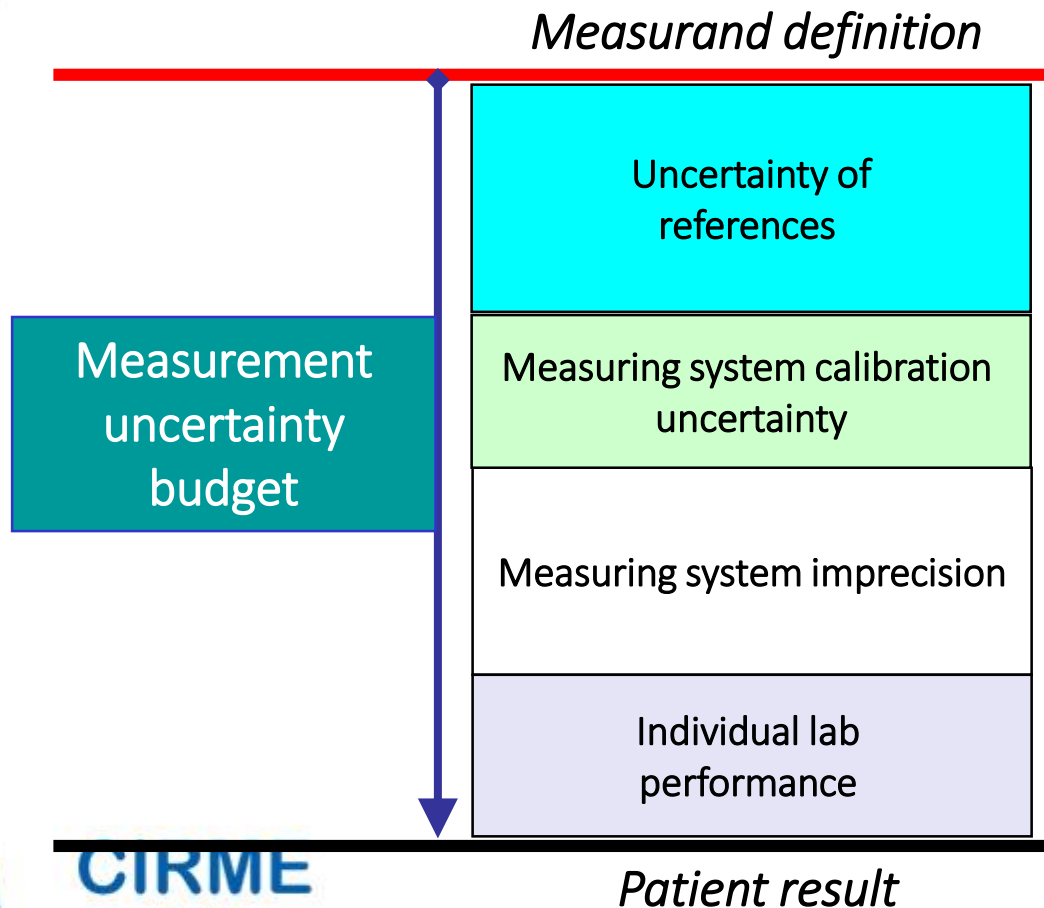 Measurand definition
Uncertainty of
references
Measurement
uncertainty
budget
Measuring system calibration
uncertainty
Measuring system imprecision
Individual lab
performance
CIRME
Patient result